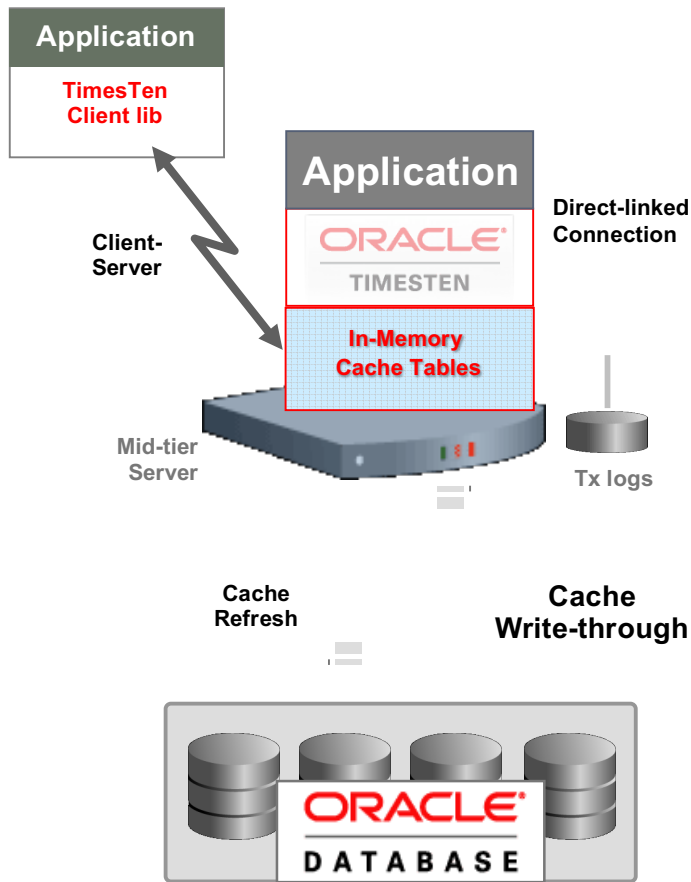 Application
TimesTen
Client lib
Application
ORACLE®
TIMESTEN
Direct-linked
Connection
Client-
Server
In-Memory
Cache Tables
Mid-tier
Server
Tx logs
Cache
Refresh
Cache
Write-through
ORACLE®
DATABASE